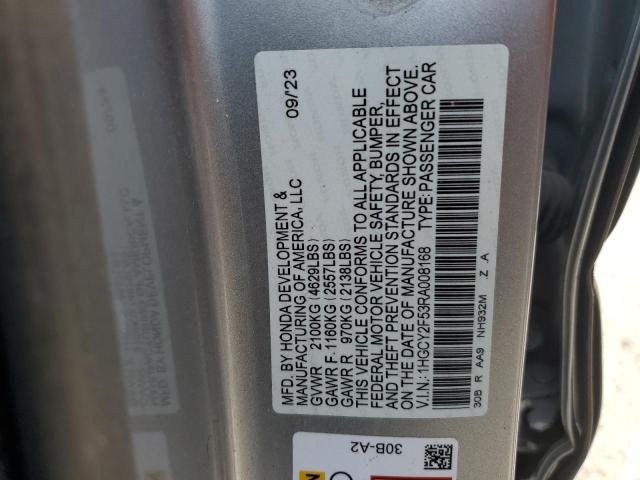 MFD. BY HONDA DEVELOPMENT &
MANUFACTURING OF AMERICA, LLC 09/23
GVWR 2100KG (4629LBS)
GAWR F. 1160KG (2557LBS)
GAWR R 970KG (2138LBS)
THIS VEHICLE CONFORMS TO ALL APPLICABLE
FEDERAL MOTOR VEHICLE SAFETY, BUMPER,
AND THEFT PREVENTION STANDARDS IN EFFECT
ON THE DATE OF MANUFACTURE SHOWN ABOVE.
V.I.N.: 1HGCY2F53RA008168 TYPE: PASSENGER CAR
30B R AA9 NH932M Z A
30B-A2